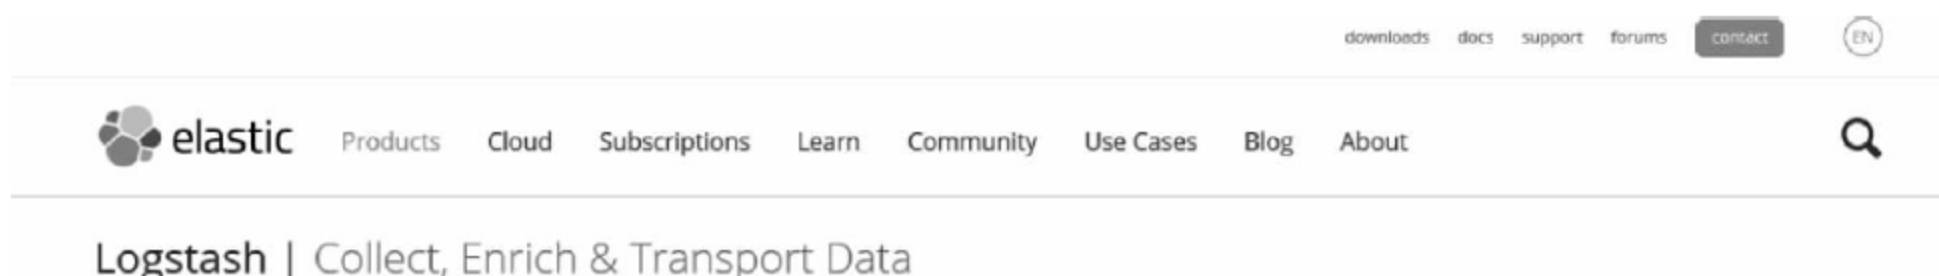 downloads docs support forums contact EN
elastic Products Cloud Subscriptions Learn Community Use Cases Blog About
Logstash | Collect, Enrich & Transport Data